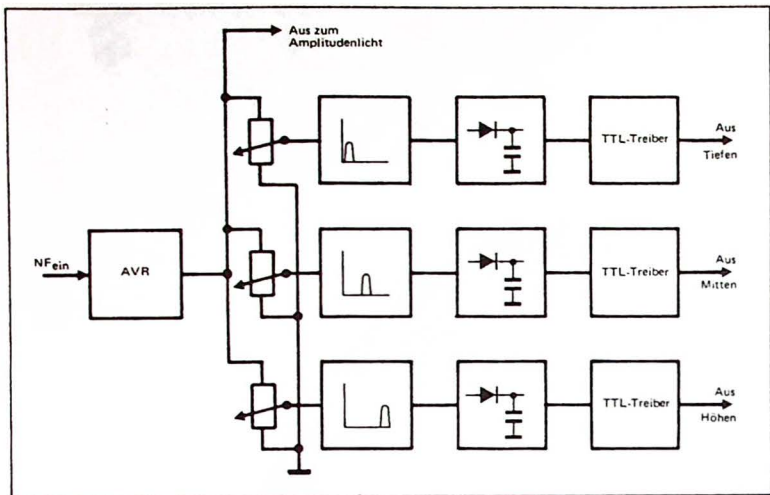 Aus zum
Amplitudenlicht
TTL-Treiber
Aus
Tiefen
NFein
AVR
TTL-Treiber
Aus
Mitten
TTL-Treiber
Aus
Höhen